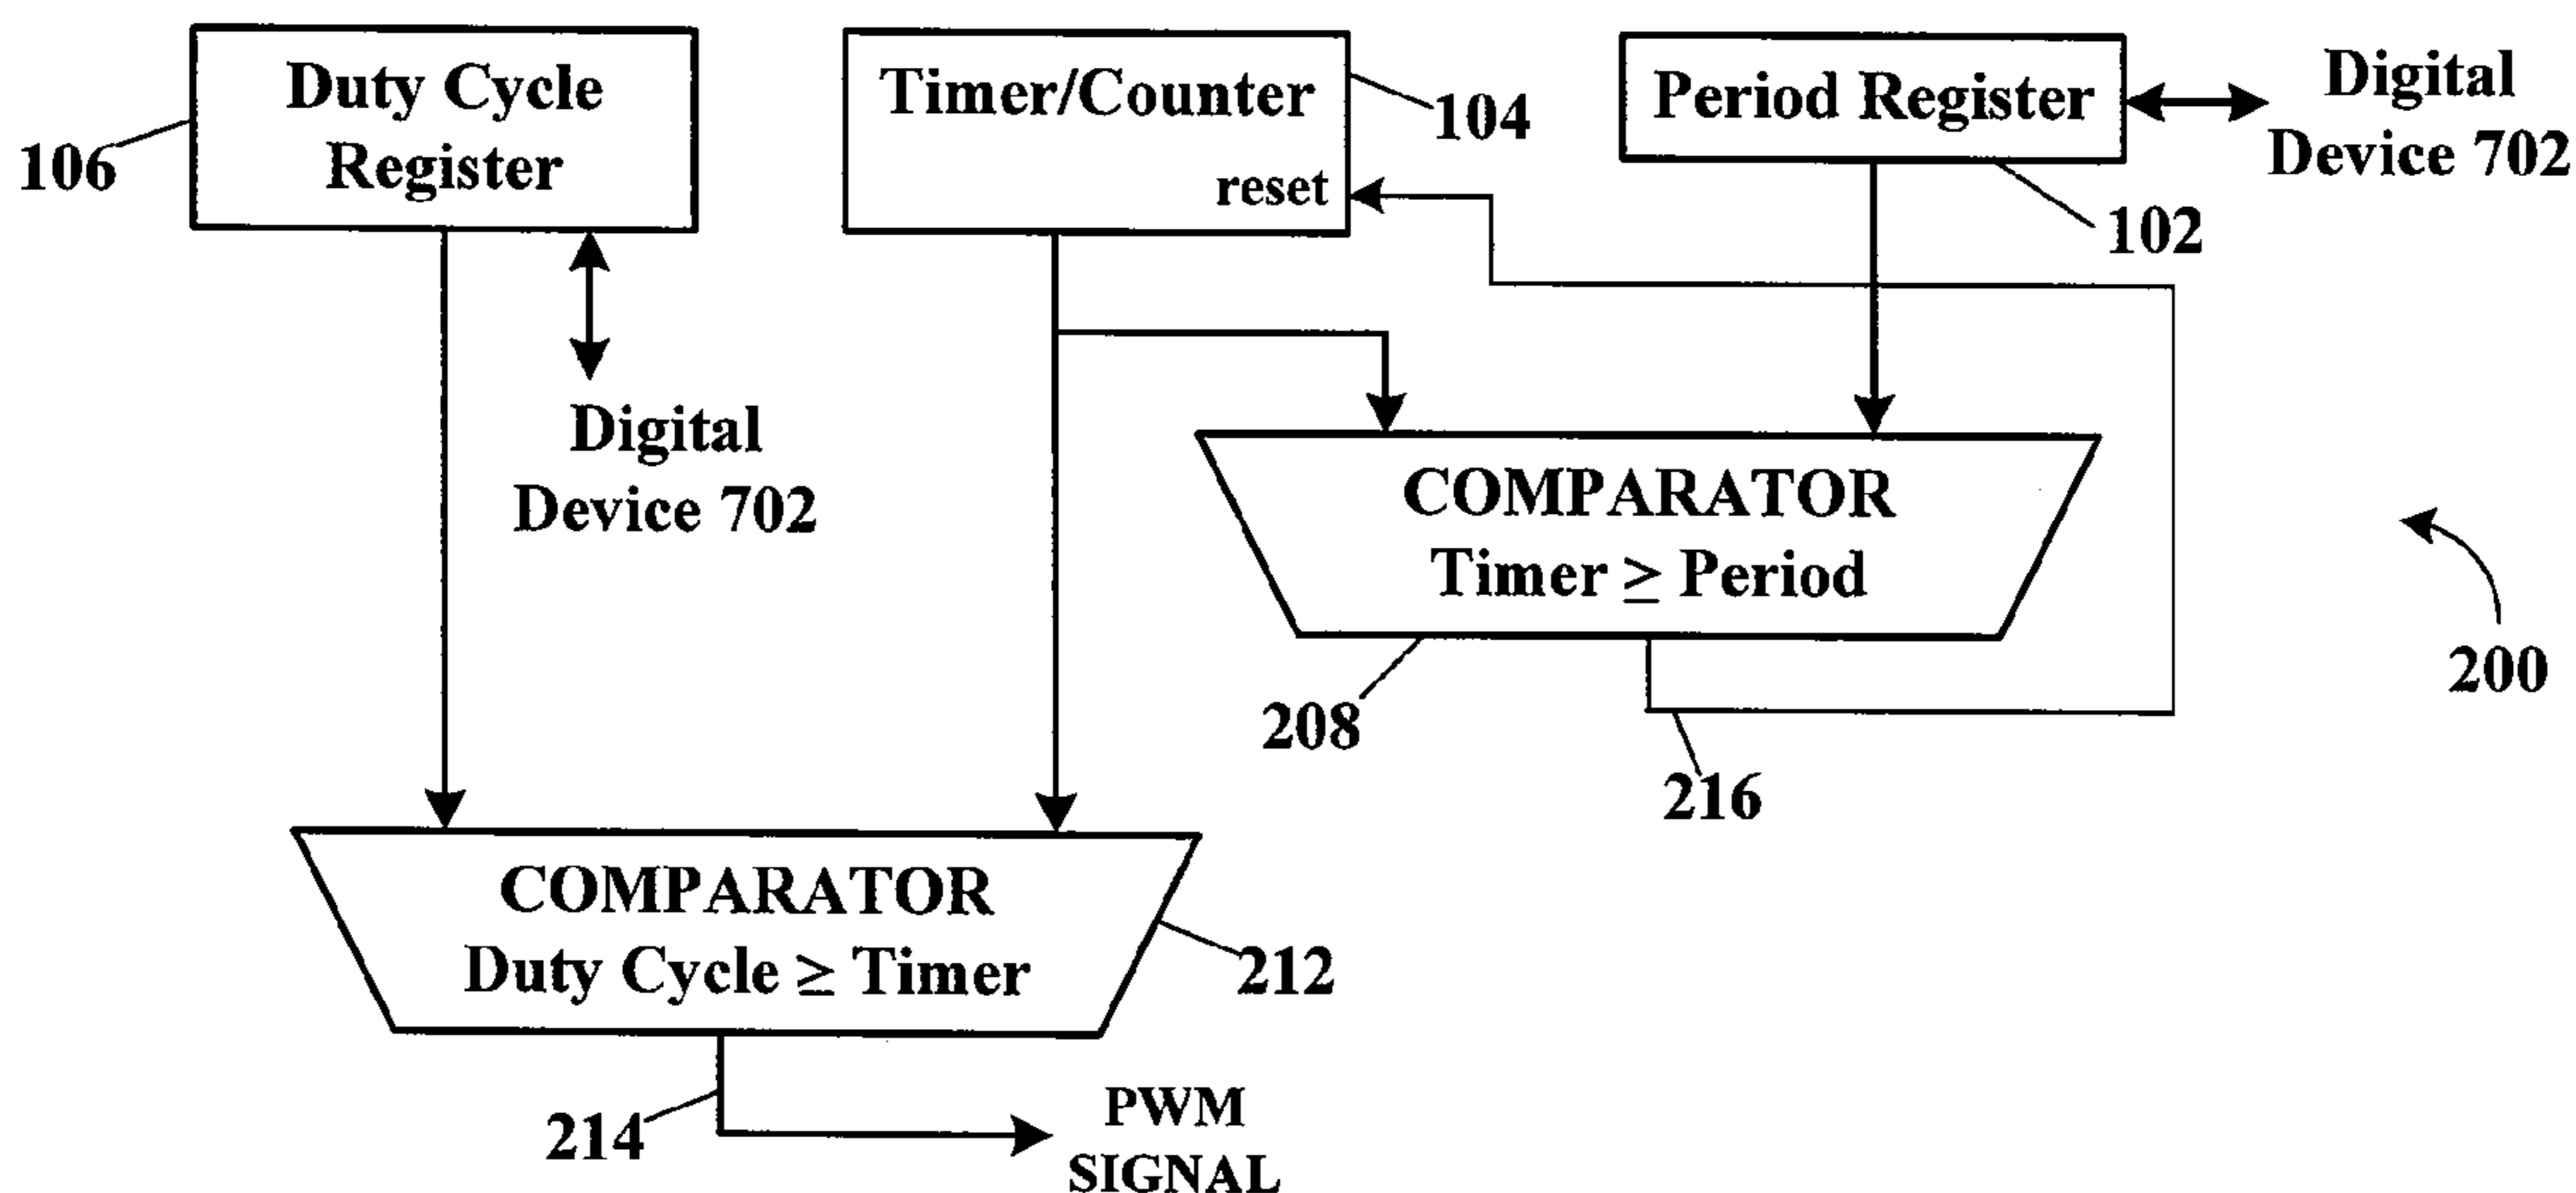 Duty Cycle
Register
106
Timer/Counter
reset
104
Period Register
102
Digital
Device 702
Digital
Device 702
COMPARATOR
Timer ≥ Period
208
216
200
COMPARATOR
Duty Cycle ≥ Timer
212
214
PWM
SIGNAL